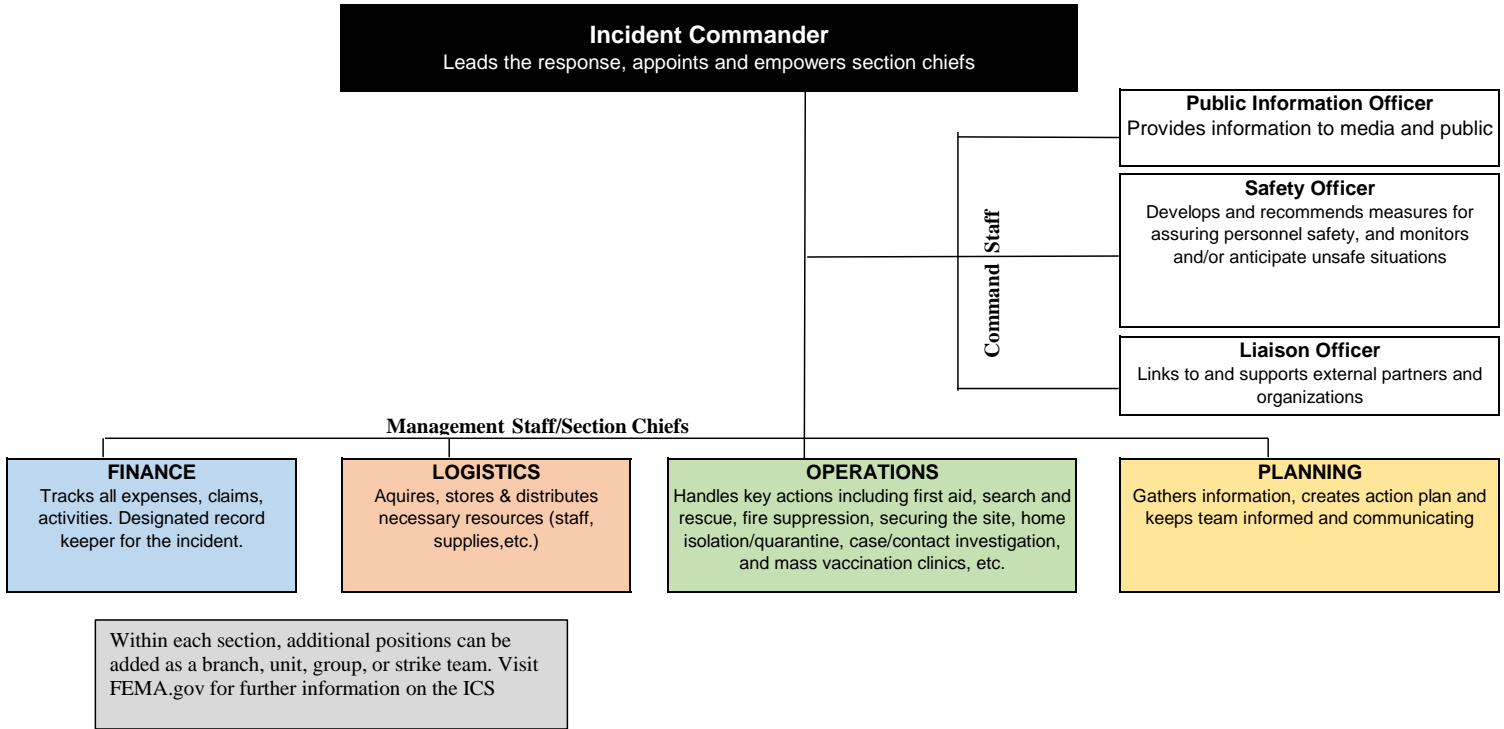 Incident Commander
Leads the response, appoints and empowers section chiefs
Public Information Officer
Provides information to media and public
Command Staff
Safety Officer
Develops and recommends measures for
assuring personnel safety, and monitors
and/or anticipate unsafe situations
Liaison Officer
Links to and supports external partners and
organizations
Management Staff/Section Chiefs
FINANCE
Tracks all expenses, claims,
activities. Designated record
keeper for the incident.
LOGISTICS
Aquires, stores & distributes
necessary resources (staff,
supplies,etc.)
OPERATIONS
Handles key actions including first aid, search and
rescue, fire suppression, securing the site, home
isolation/quarantine, case/contact investigation,
and mass vaccination clinics, etc.
PLANNING
Gathers information, creates action plan and
keeps team informed and communicating
Within each section, additional positions can be
added as a branch, unit, group, or strike team. Visit
FEMA.gov for further information on the ICS